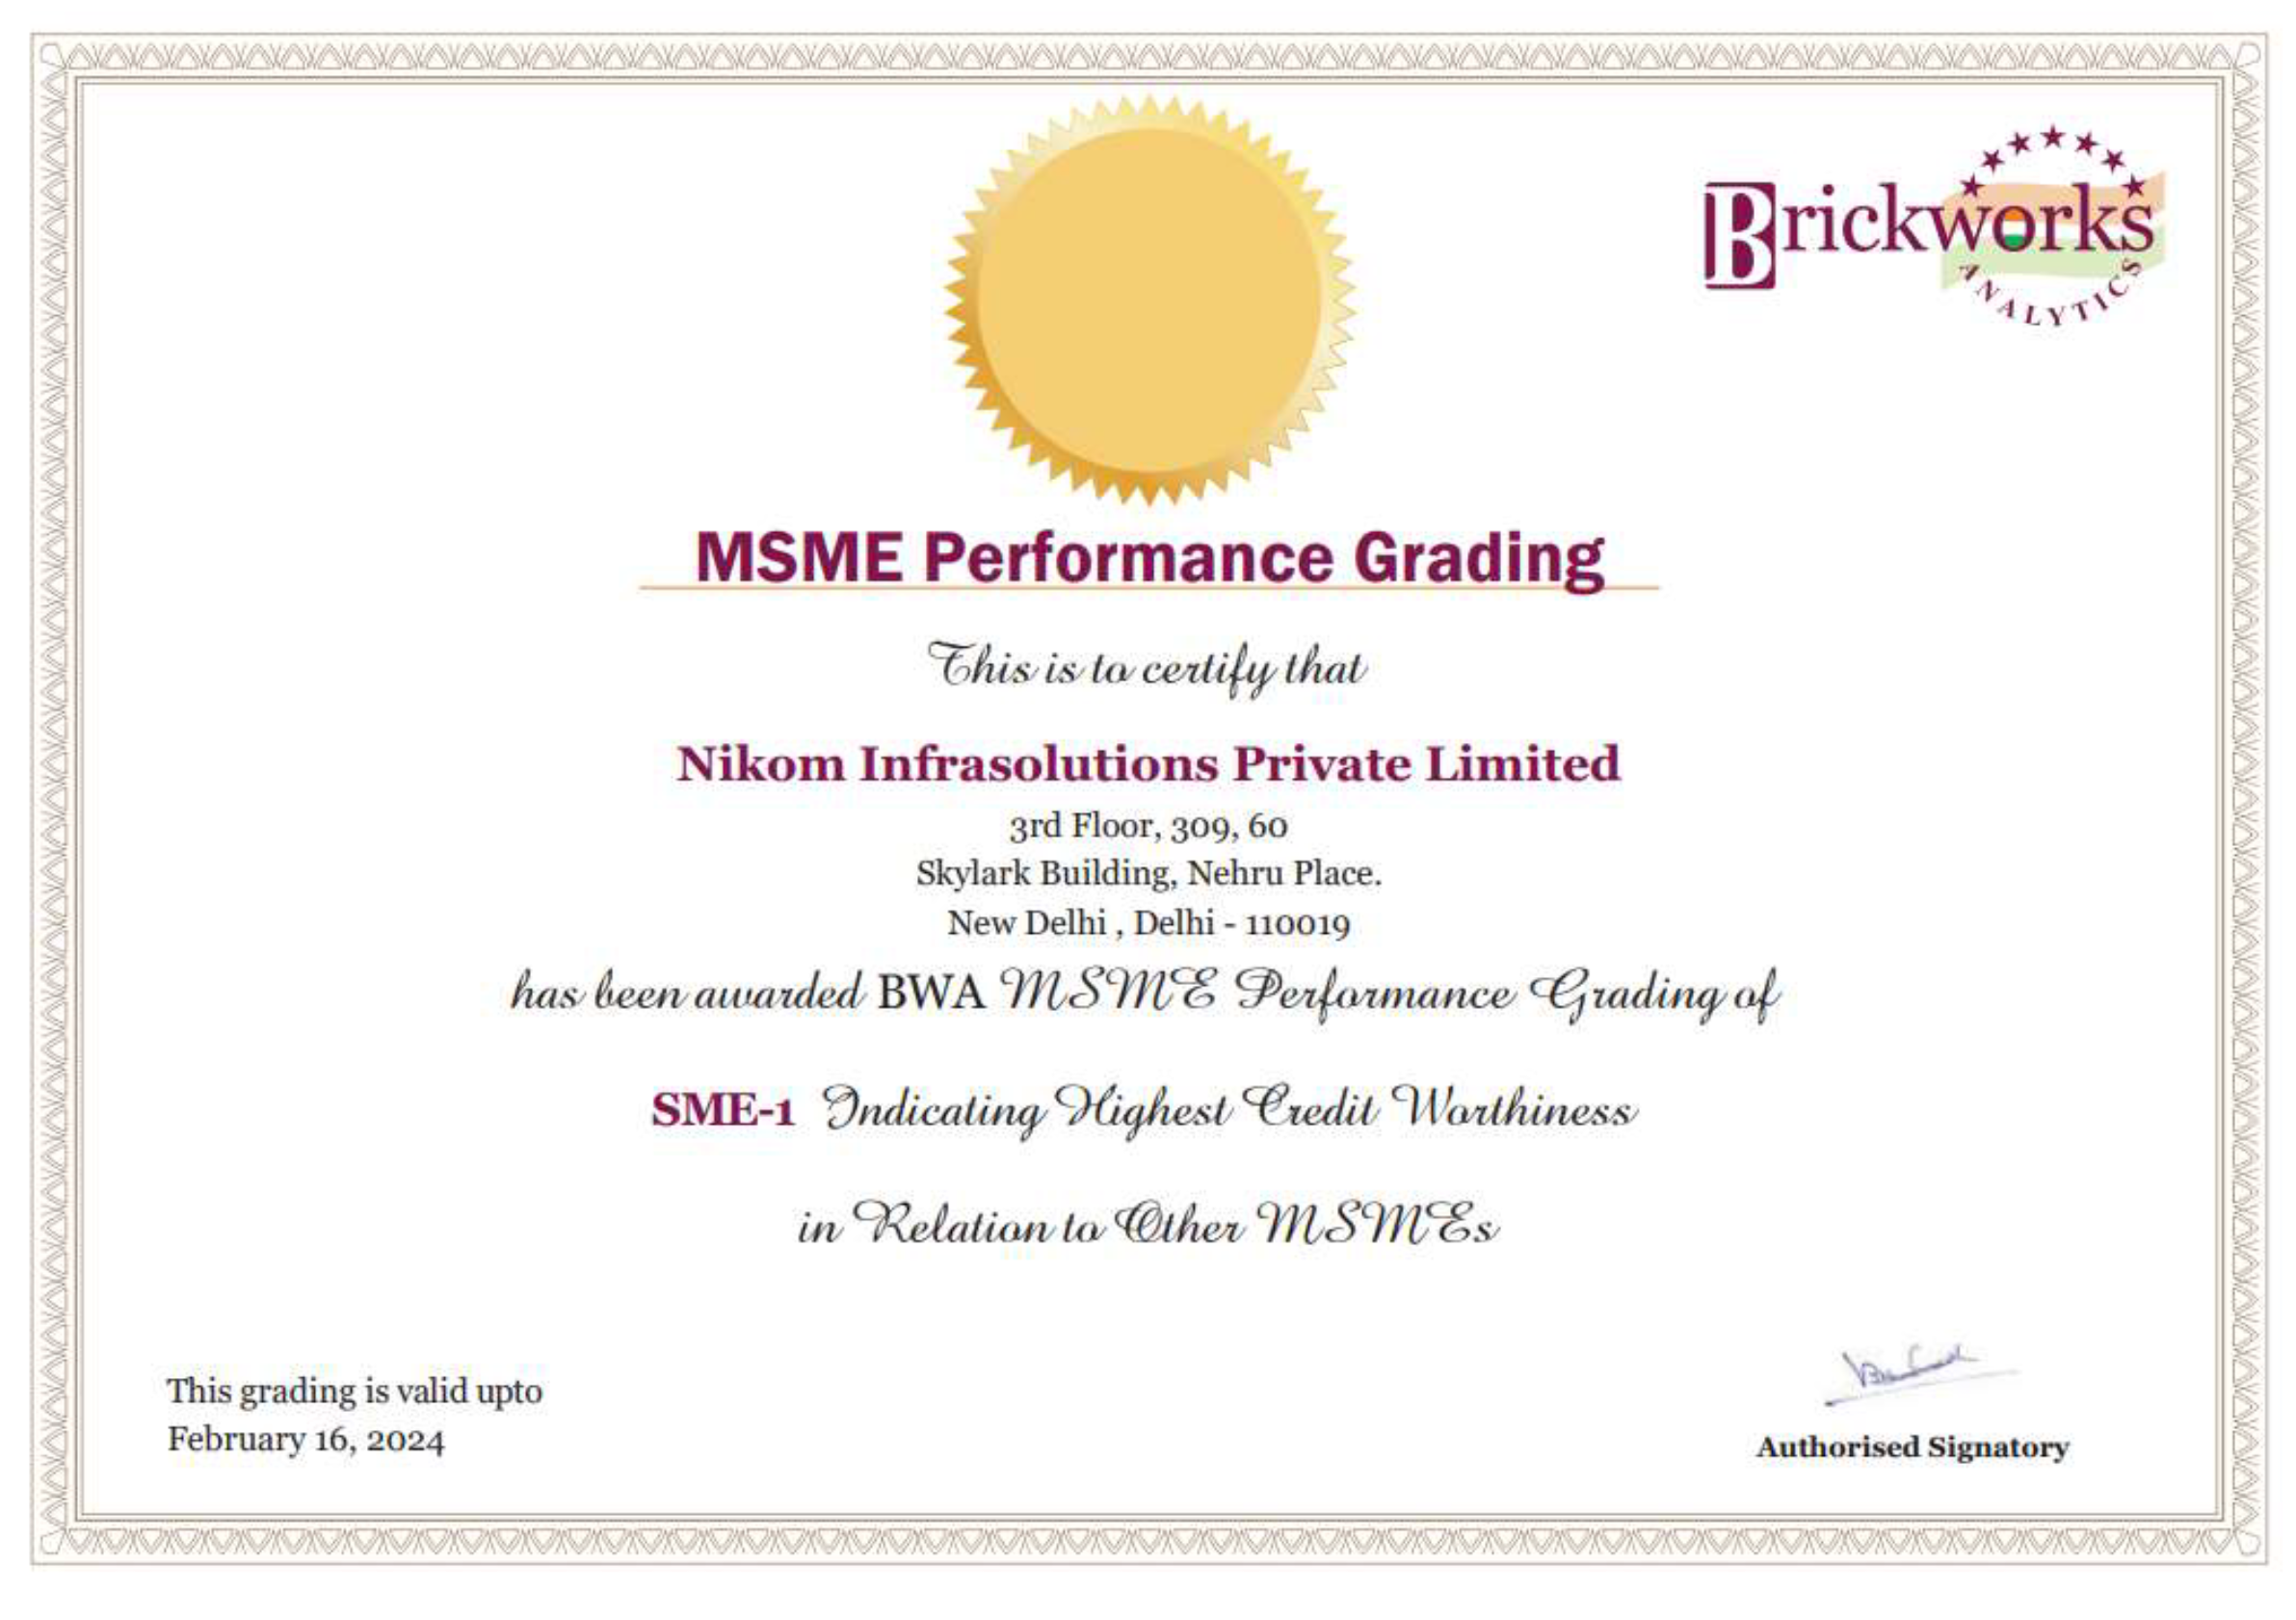 Brickworks
ANALYTICS
MSME Performance Grading
This is to certify that
Nikom Infrasolutions Private Limited
3rd Floor, 309, 60
Skylark Building, Nehru Place.
New Delhi , Delhi - 110019
has been awarded BWA MSME Performance Grading of
SME-1 Indicating Highest Credit Worthiness
in Relation to Other MSMEs
This grading is valid upto
February 16, 2024
Authorised Signatory